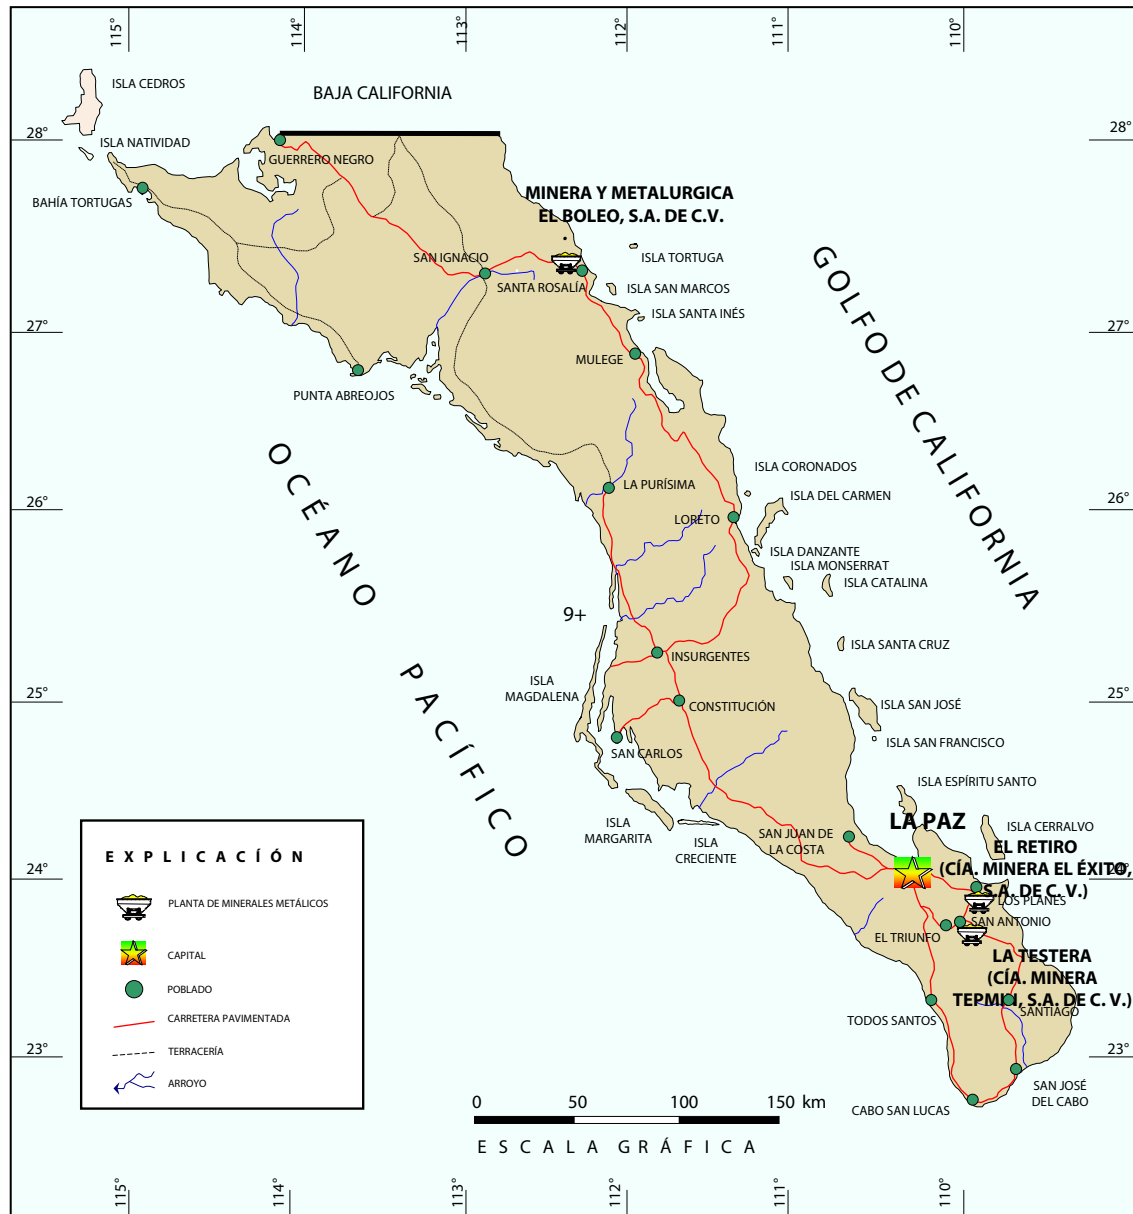 115°
114°
113°
112°
111°
110°
ISLA CEDROS
BAJA CALIFORNIA
28°
28°
ISLA NATIVIDAD
GUERRERO NEGRO
BAHÍA TORTUGAS
MINERA Y METALURGICA
EL BOLEO, S.A. DE C.V.
SAN IGNACIO
ISLA TORTUGA
SANTA ROSALÍA
ISLA SAN MARCOS
ISLA SANTA INÉS
GOLFO DE CALIFORNIA
27°
27°
MULEGE
PUNTA ABREOJOS
OCÉANO PACÍFICO
ISLA CORONADOS
LA PURÍSIMA
ISLA DEL CARMEN
26°
26°
LORETO
ISLA DANZANTE
ISLA MONSERRAT
ISLA CATALINA
9+
ISLA SANTA CRUZ
INSURGENTES
ISLA
MAGDALENA
25°
25°
CONSTITUCIÓN
ISLA SAN JOSÉ
SAN CARLOS
ISLA SAN FRANCISCO
ISLA ESPÍRITU SANTO
ISLA
MARGARITA
ISLA
CRECIENTE
SAN JUAN DE
LA COSTA
LA PAZ
ISLA CERRALVO
EL RETIRO
(CÍA. MINERA EL ÉXITO,
S.A. DE C. V.)
24°
24°
LOS PLANES
SAN ANTONIO
EL TRIUNFO
LA TESTERA
(CÍA. MINERA
TEPMIN, S.A. DE C. V.)
TODOS SANTOS
SANTIAGO
23°
23°
SAN JOSÉ
DEL CABO
CABO SAN LUCAS
EXPLICACÍÓN
PLANTA DE MINERALES METÁLICOS
CAPITAL
POBLADO
CARRETERA PAVIMENTADA
TERRACERÍA
ARROYO
0 50 100 150 km
ESCALA GRÁFICA
115°
114°
113°
112°
111°
110°